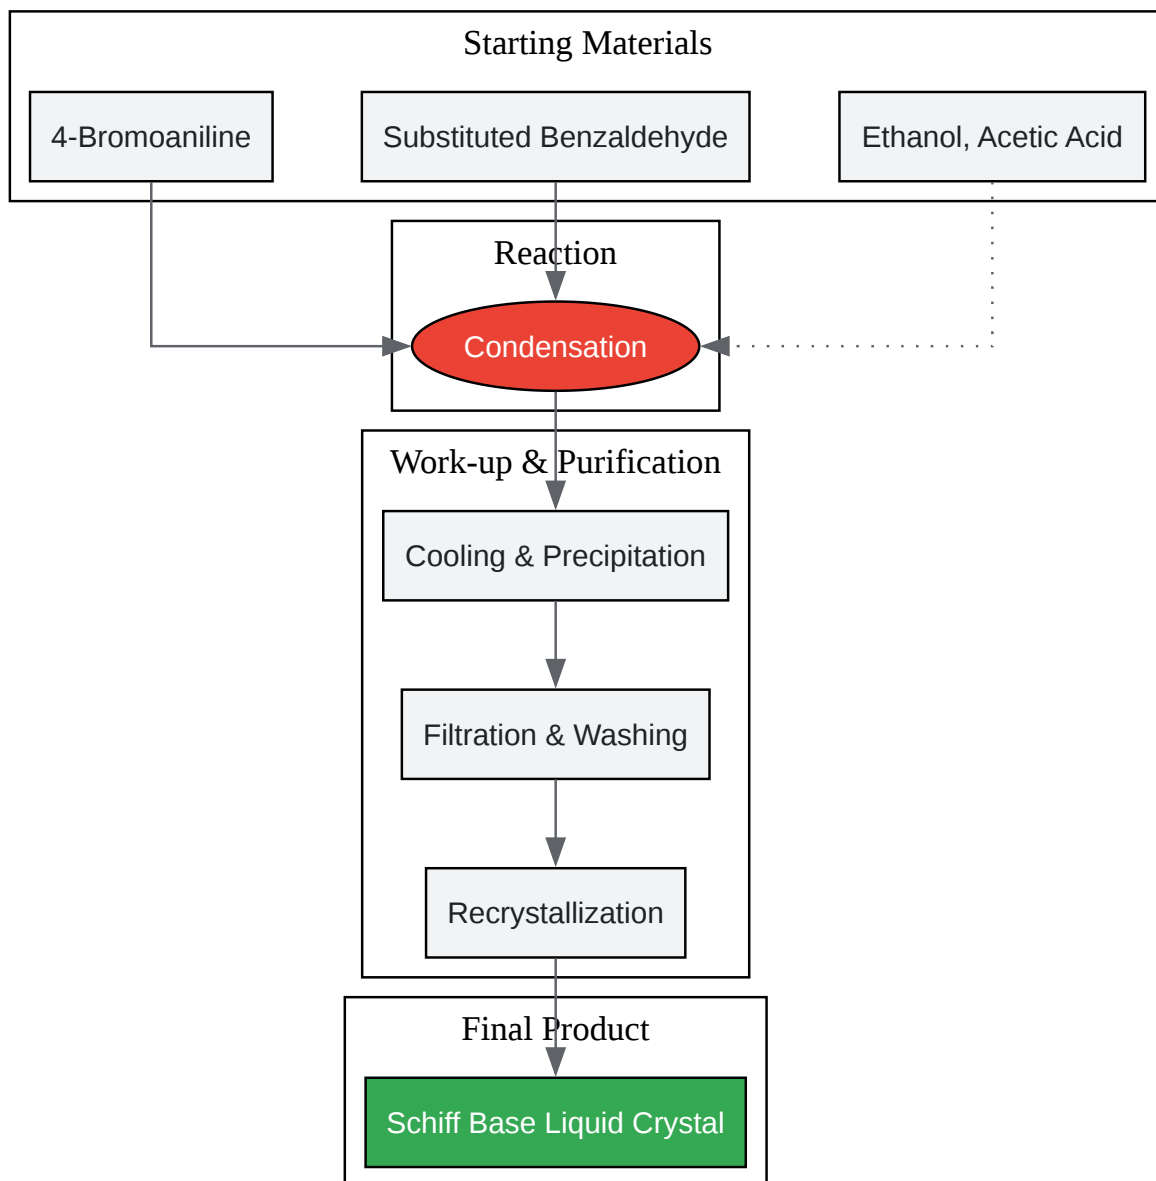 Starting Materials
4-Bromoaniline
Substituted Benzaldehyde
Ethanol, Acetic Acid
Reaction
Condensation
Work-up & Purification
Cooling & Precipitation
Filtration & Washing
Recrystallization
Final Product
Schiff Base Liquid Crystal